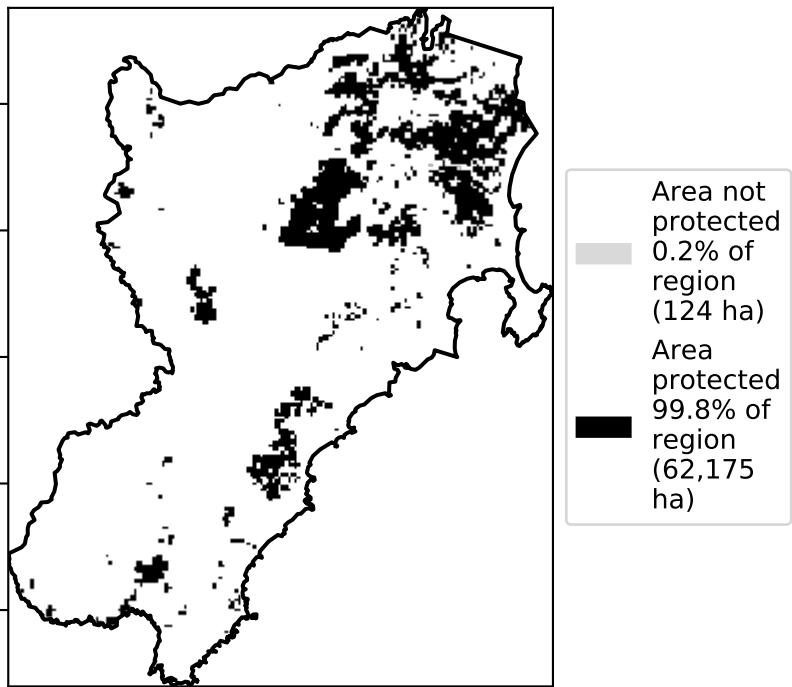 Area not
protected
0.2% of
region
(124 ha)
Area
protected
99.8% of
region
(62,175
ha)